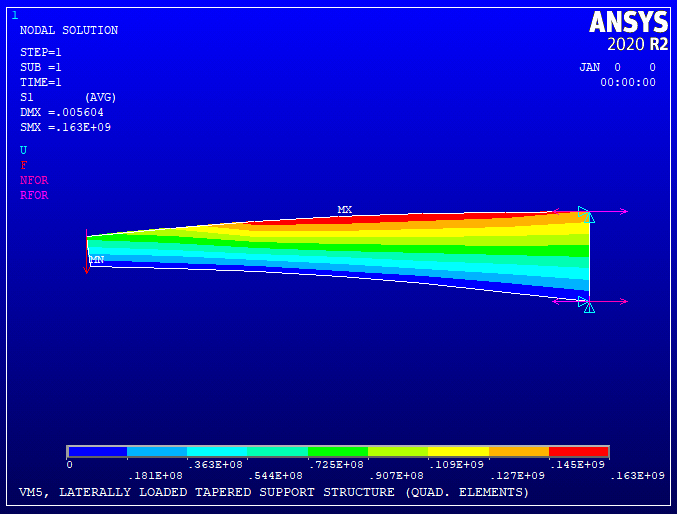 1
ANSYS
2020 R2
NODAL SOLUTION
STEP=1
SUB =1
TIME=1
S1 (AVG)
DMX =.005604
SMX =.163E+09
JAN 0 0
00:00:00
U
F
NFOR
RFOR
MX
MN
0 .363E+08 .725E+08 .109E+09 .145E+09
.181E+08 .544E+08 .907E+08 .127E+09 .163E+09
VM5, LATERALLY LOADED TAPERED SUPPORT STRUCTURE (QUAD. ELEMENTS)